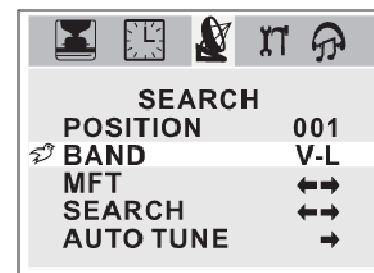 SEARCH
POSITION 001
BAND V-L
MFT ←→
SEARCH ←→
AUTO TUNE →